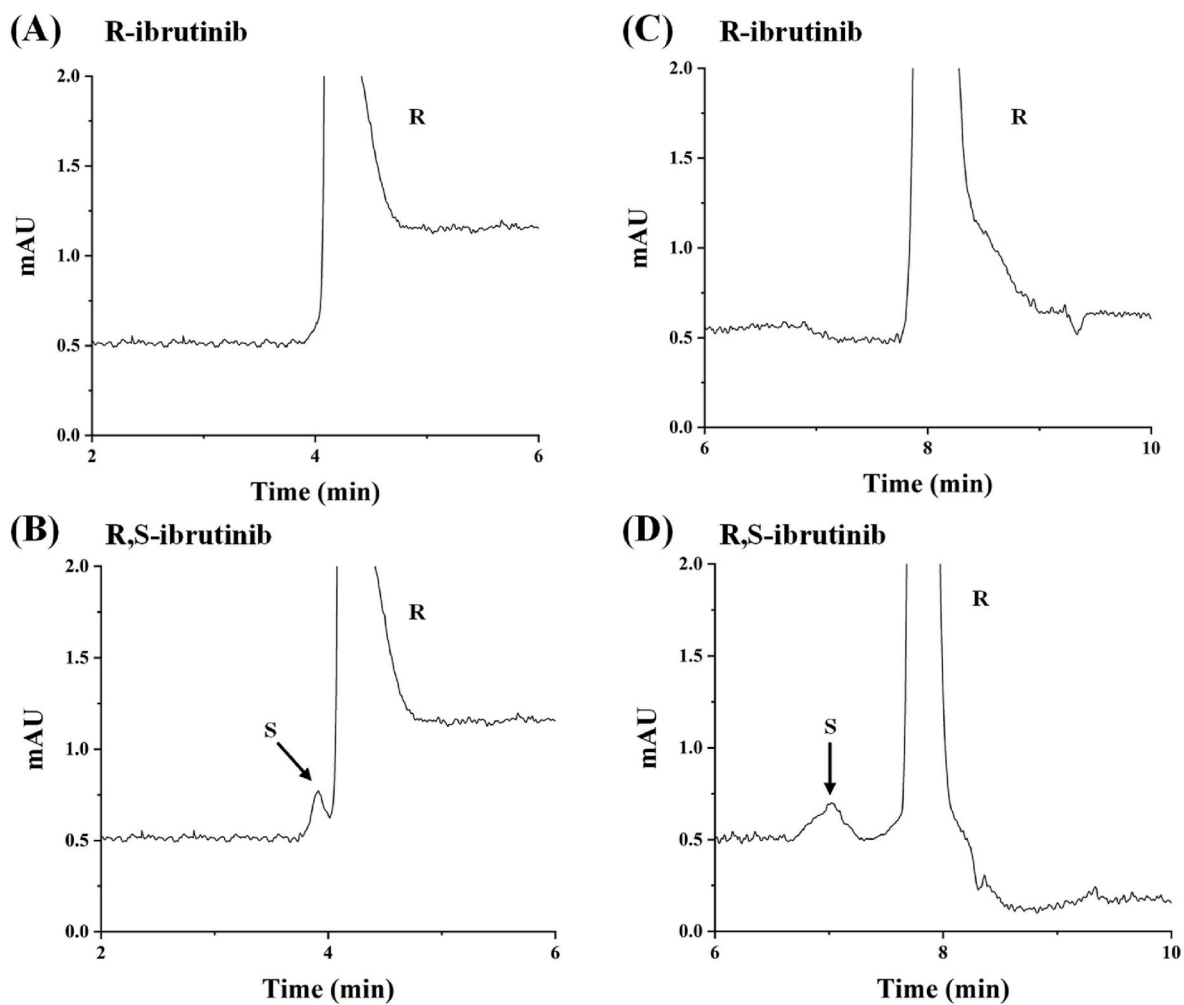 (A) R-ibrutinib
2.0
1.5
1.0
0.5
0.0
mAU
R
2 4 6
Time (min)
(C) R-ibrutinib
2.0
1.5
1.0
0.5
0.0
mAU
R
6 8 10
Time (min)
(B) R,S-ibrutinib
2.0
1.5
1.0
0.5
0.0
mAU
S
R
2 4 6
Time (min)
(D) R,S-ibrutinib
2.0
1.5
1.0
0.5
0.0
mAU
S
R
6 8 10
Time (min)